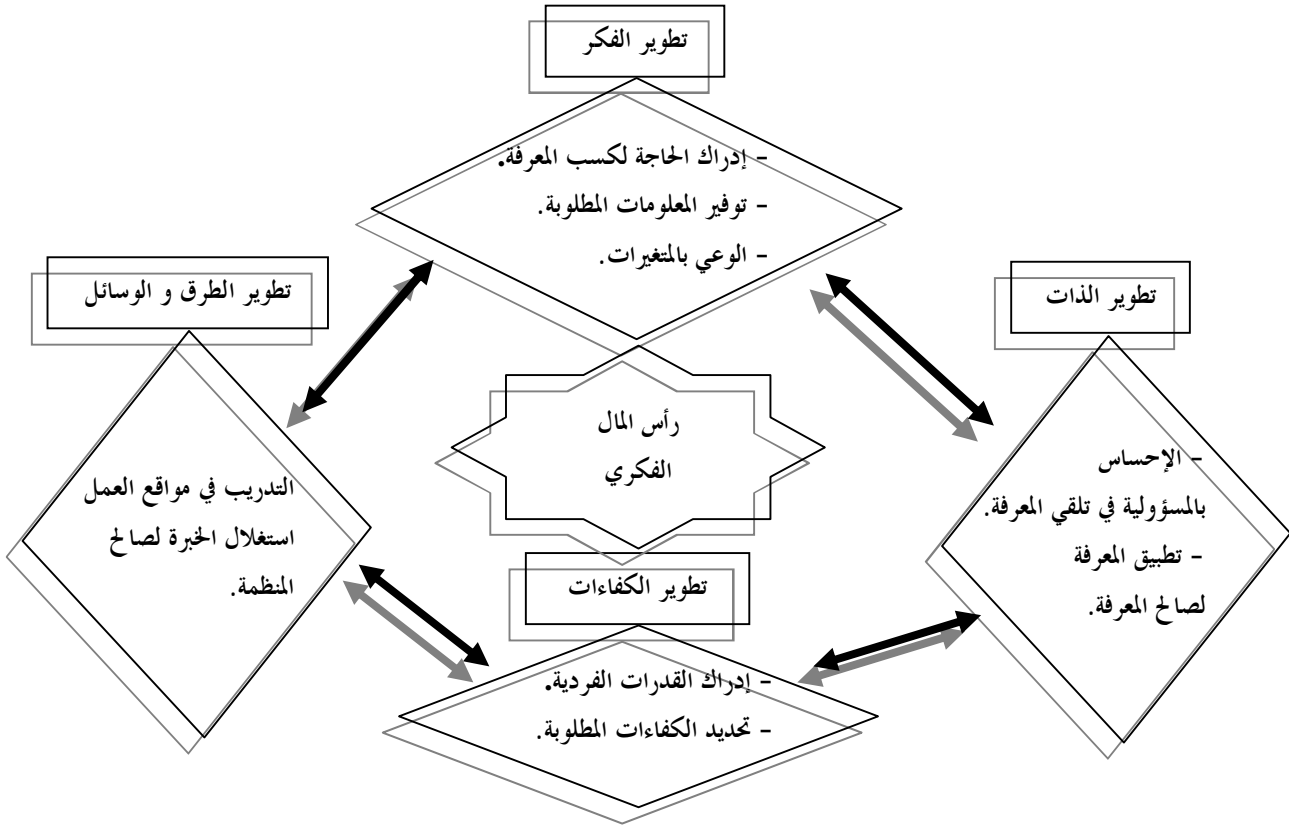 تطوير الفكر
- إدراك الحاجة لكسب المعرفة.
- توفير المعلومات المطلوبة.
- الوعي بالمتغيرات.
تطوير الذات
- الإحساس
بالمسؤولية في تلقي المعرفة.
- تطبيق المعرفة
لصالح المعرفة.
تطوير الطرق و الوسائل
التدريب في مواقع العمل
استغلال الخبرة لصالح
المنظمة.
رأس المال
الفكري
تطوير الكفاءات
- إدراك القدرات الفردية.
- تحديد الكفاءات المطلوبة.